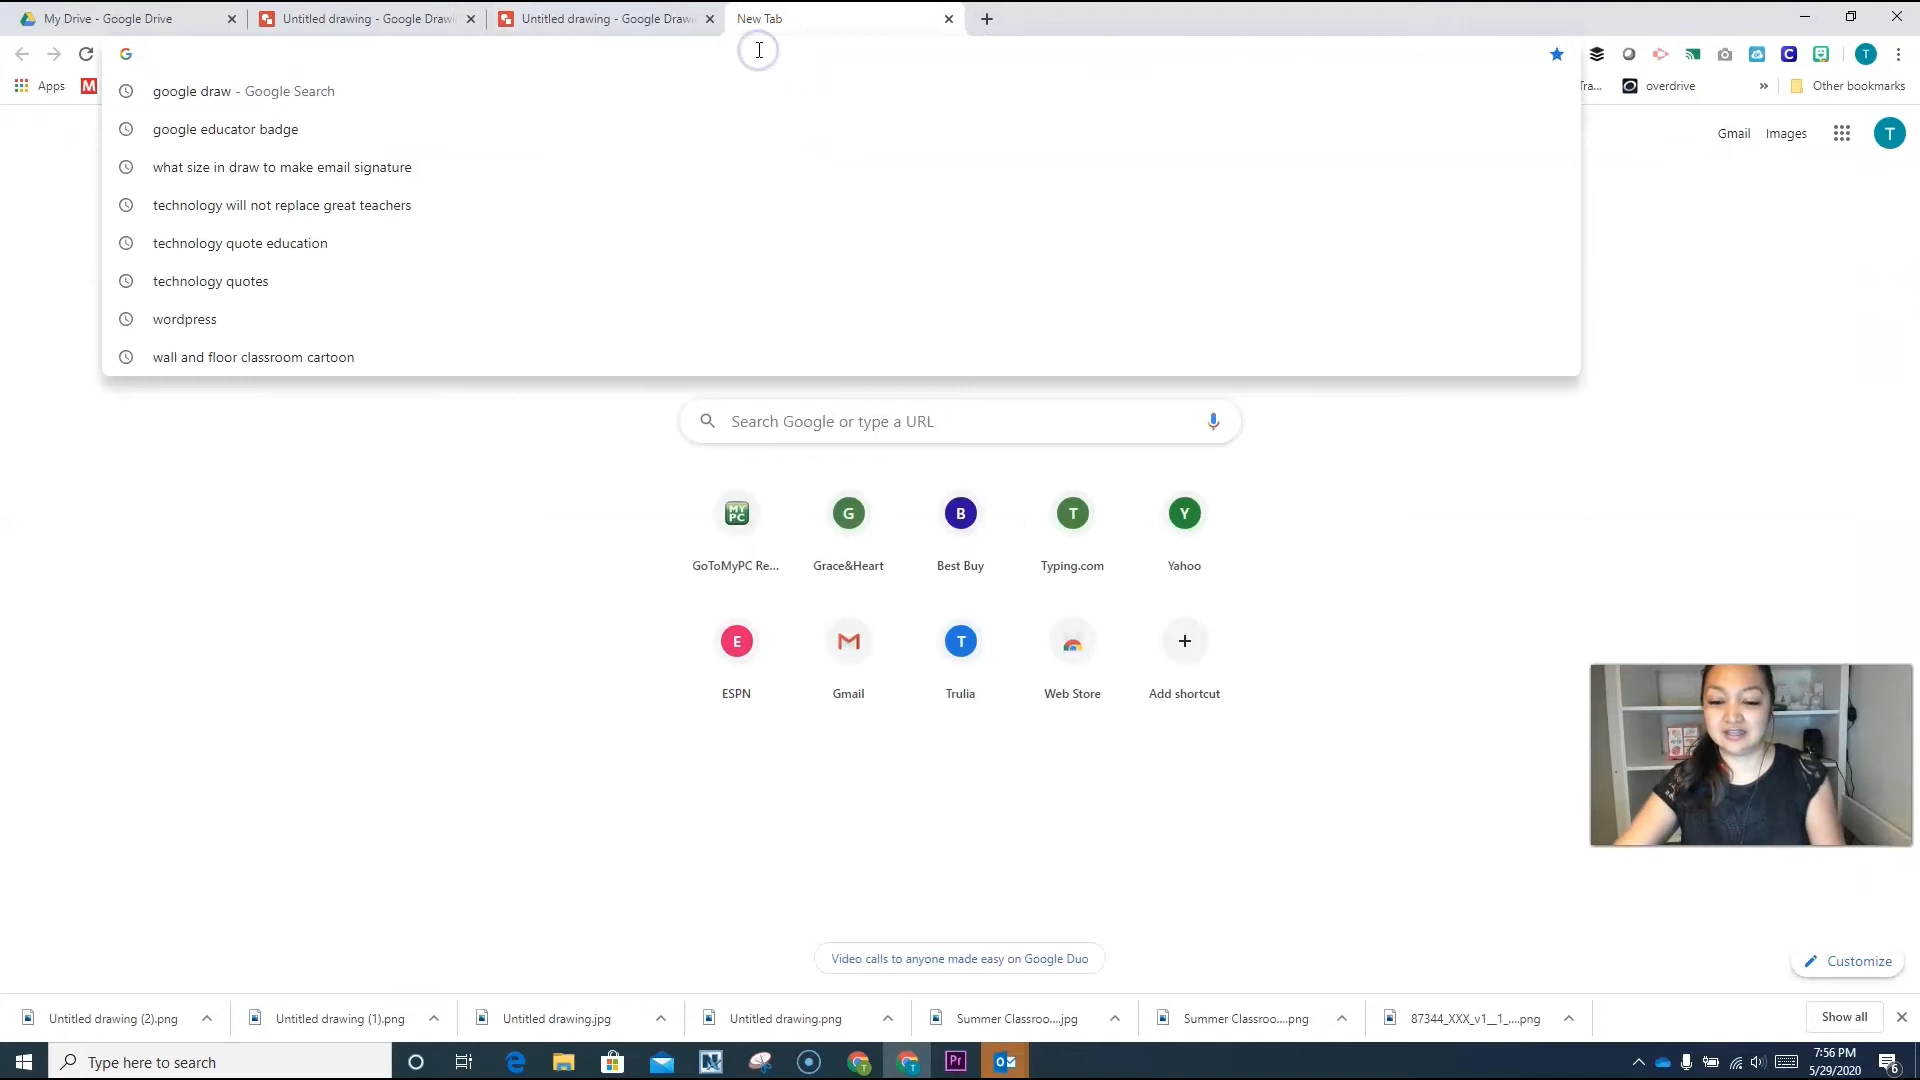 My Drive - Google Drive
Untitled drawing - Google Draw
Untitled drawing - Google Draw
New Tab
Apps
M
Tra...
overdrive
»
Other bookmarks
google draw - Google Search
google educator badge
what size in draw to make email signature
technology will not replace great teachers
technology quote education
technology quotes
wordpress
wall and floor classroom cartoon
Gmail
Images
T
Search Google or type a URL
MY PC
G
B
T
Y
GoToMyPC Re...
Grace&Heart
Best Buy
Typing.com
Yahoo
E
T
ESPN
Gmail
Trulia
Web Store
Add shortcut
Video calls to anyone made easy on Google Duo
Customize
Untitled drawing (2).png
Untitled drawing (1).png
Untitled drawing.jpg
Untitled drawing.png
Summer Classroo....jpg
Summer Classroo....png
87344_XXX_v1__1_....png
Show all
Type here to search
Pr
7:56 PM
5/29/2020
6